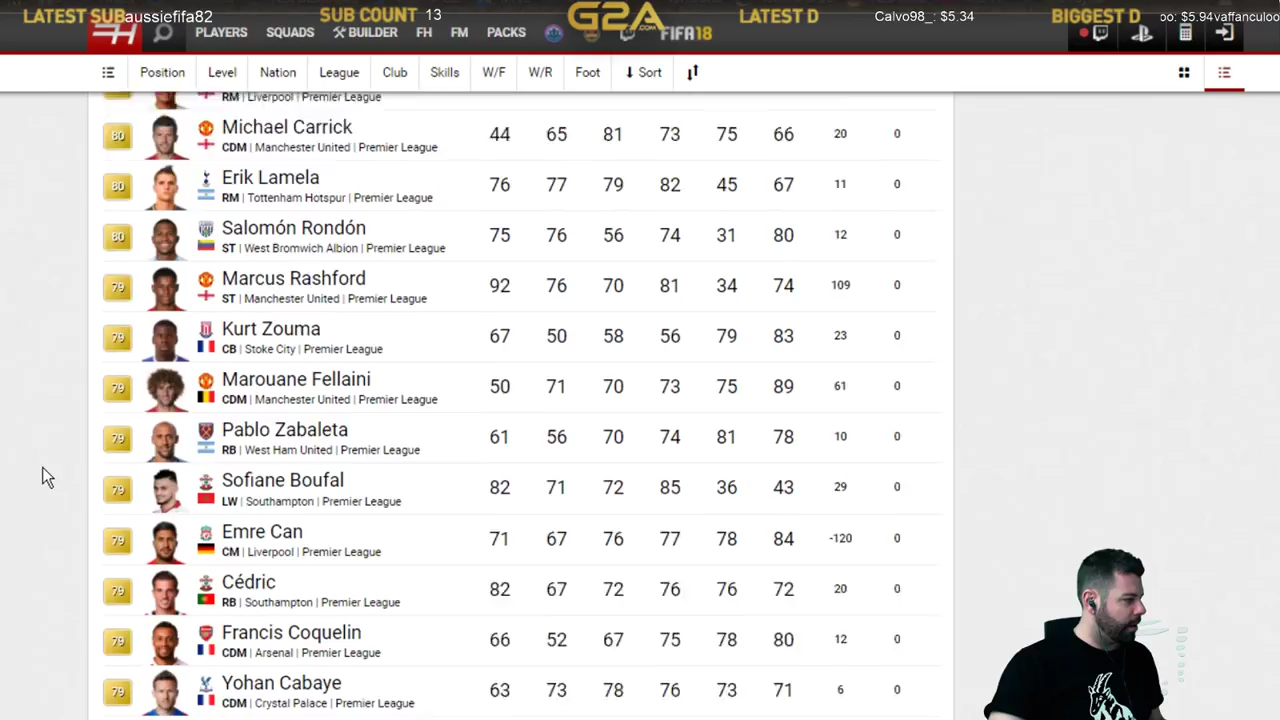 LATEST SUB aussiefifa82 SUB COUNT 13 G2A .COM LATEST D Calvo98_: $5.34 BIGGEST D oo: $5.94vaffanculoo
PLAYERS SQUADS BUILDER FH FM PACKS FIFA18
Position Level Nation League Club Skills W/F W/R Foot Sort
RM | Liverpool | Premier League
80 Michael Carrick 44 65 81 73 75 66 20 0
CDM | Manchester United | Premier League
80 Erik Lamela 76 77 79 82 45 67 11 0
RM | Tottenham Hotspur | Premier League
80 Salomón Rondón 75 76 56 74 31 80 12 0
ST | West Bromwich Albion | Premier League
79 Marcus Rashford 92 76 70 81 34 74 109 0
ST | Manchester United | Premier League
79 Kurt Zouma 67 50 58 56 79 83 23 0
CB | Stoke City | Premier League
79 Marouane Fellaini 50 71 70 73 75 89 61 0
CDM | Manchester United | Premier League
79 Pablo Zabaleta 61 56 70 74 81 78 10 0
RB | West Ham United | Premier League
79 Sofiane Boufal 82 71 72 85 36 43 29 0
LW | Southampton | Premier League
79 Emre Can 71 67 76 77 78 84 -120 0
CM | Liverpool | Premier League
79 Cédric 82 67 72 76 76 72 20 0
RB | Southampton | Premier League
79 Francis Coquelin 66 52 67 75 78 80 12 0
CDM | Arsenal | Premier League
79 Yohan Cabaye 63 73 78 76 73 71 6 0
CDM | Crystal Palace | Premier League